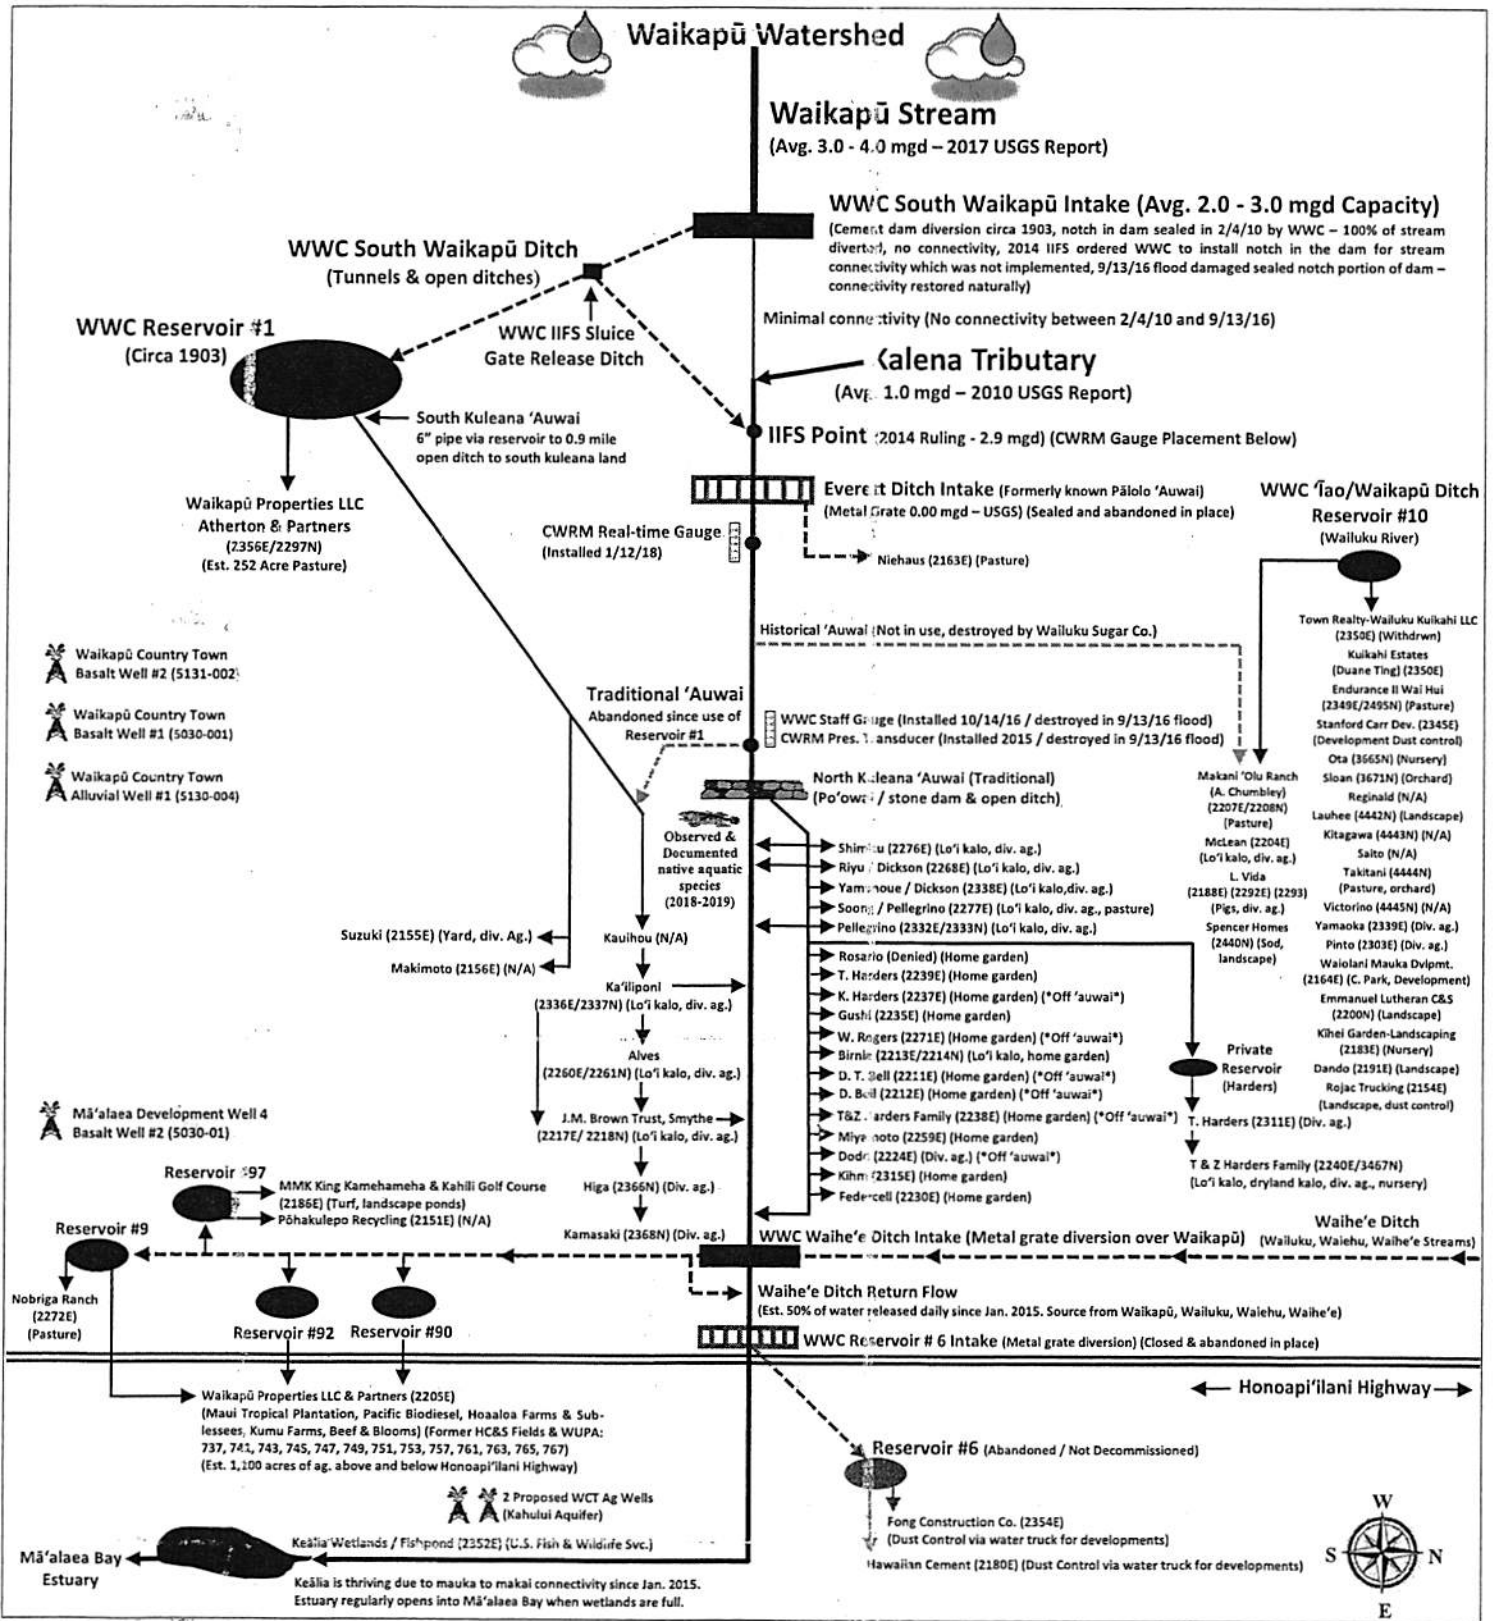 Waikapū Watershed
Waikapū Stream
(Avg. 3.0 - 4.0 mgd – 2017 USGS Report)
WWC South Waikapū Intake (Avg. 2.0 - 3.0 mgd Capacity)
(Cement dam diversion circa 1903, notch in dam sealed in 2/4/10 by WWC – 100% of stream
diverted, no connectivity, 2014 IIFS ordered WWC to install notch in the dam for stream
connectivity which was not implemented, 9/13/16 flood damaged sealed notch portion of dam –
connectivity restored naturally)
WWC South Waikapū Ditch
(Tunnels & open ditches)
WWC IIFS Sluice
Gate Release Ditch
Minimal connectivity (No connectivity between 2/4/10 and 9/13/16)
WWC Reservoir #1
(Circa 1903)
Kalena Tributary
(Avg. 1.0 mgd – 2010 USGS Report)
South Kuleana ‘Auwai
6” pipe via reservoir to 0.9 mile
open ditch to south kuleana land
IIFS Point (2014 Ruling - 2.9 mgd) (CWRM Gauge Placement Below)
Waikapū Properties LLC
Atherton & Partners
(2356E/2297N)
(Est. 252 Acre Pasture)
Everett Ditch Intake (Formerly known Pālolo ‘Auwai)
(Metal Grate 0.00 mgd – USGS) (Sealed and abandoned in place)
Niehaus (2163E) (Pasture)
CWRM Real-time Gauge
(Installed 1/12/18)
WWC ‘Īao/Waikapū Ditch
Reservoir #10
(Wailuku River)
Town Realty-Wailuku Kuikahi LLC
(2350E) (Withdrwn)
Kuikahi Estates
(Duane Ting) (2350E)
Endurance II Wai Hui
(2349E/2495N) (Pasture)
Stanford Carr Dev. (2345E)
(Development Dust control)
Ota (3665N) (Nursery)
Sloan (3671N) (Orchard)
Reginald (N/A)
Lauhee (4442N) (Landscape)
Kitagawa (4443N) (N/A)
Saito (N/A)
Takitani (4444N)
(Pasture, orchard)
Victorino (4445N) (N/A)
Yamaoka (2339E) (Div. ag.)
Pinto (2303E) (Div. ag.)
Waiolani Mauka Dvlpmt.
(2164E) (C. Park, Development)
Emmanuel Lutheran C&S
(2200N) (Landscape)
Kihei Garden-Landscaping
(2183E) (Nursery)
Dando (2191E) (Landscape)
Rojac Trucking (2154E)
(Landscape, dust control)
Historical ‘Auwai (Not in use, destroyed by Wailuku Sugar Co.)
Waikapū Country Town
Basalt Well #2 (5131-002)
Waikapū Country Town
Basalt Well #1 (5030-001)
Waikapū Country Town
Alluvial Well #1 (5130-004)
Traditional ‘Auwai
Abandoned since use of
Reservoir #1
WWC Staff Gauge (Installed 10/14/16 / destroyed in 9/13/16 flood)
CWRM Pres. Transducer (Installed 2015 / destroyed in 9/13/16 flood)
North Kuleana ‘Auwai (Traditional)
(Po‘owai / stone dam & open ditch)
Makani ‘Olu Ranch
(A. Chumbley)
(2207E/2208N)
(Pasture)
McLean (2204E)
(Lo‘i kalo, div. ag.)
L. Vida
(2188E) (2292E) (2293)
(Pigs, div. ag.)
Spencer Homes
(2440N) (Sod,
landscape)
Observed &
Documented
native aquatic
species
(2018-2019)
Shimizu (2276E) (Lo‘i kalo, div. ag.)
Riyu / Dickson (2268E) (Lo‘i kalo, div. ag.)
Yamanoue / Dickson (2338E) (Lo‘i kalo,div. ag.)
Soong / Pellegrino (2277E) (Lo‘i kalo, div. ag., pasture)
Pellegrino (2332E/2333N) (Lo‘i kalo, div. ag.)
Rosario (Denied) (Home garden)
T. Harders (2239E) (Home garden)
K. Harders (2237E) (Home garden) (*Off ‘auwai*)
Gushi (2235E) (Home garden)
W. Rogers (2271E) (Home garden) (*Off ‘auwai*)
Birnie (2213E/2214N) (Lo‘i kalo, home garden)
D. T. Bell (2211E) (Home garden) (*Off ‘auwai*)
D. Bell (2212E) (Home garden) (*Off ‘auwai*)
T&Z Harders Family (2238E) (Home garden) (*Off ‘auwai*)
Miyamoto (2259E) (Home garden)
Dodd (2224E) (Div. ag.) (*Off ‘auwai*)
Kihm (2315E) (Home garden)
Federcell (2230E) (Home garden)
Suzuki (2155E) (Yard, div. Ag.)
Makimoto (2156E) (N/A)
Kauihou (N/A)
Ka‘iliponi
(2336E/2337N) (Lo‘i kalo, div. ag.)
Alves
(2260E/2261N) (Lo‘i kalo, div. ag.)
J.M. Brown Trust, Smythe
(2217E/ 2218N) (Lo‘i kalo, div. ag.)
Higa (2366N) (Div. ag.)
Kamasaki (2368N) (Div. ag.)
Private
Reservoir
(Harders)
T. Harders (2311E) (Div. ag.)
T & Z Harders Family (2240E/3467N)
(Lo‘i kalo, dryland kalo, div. ag., nursery)
Mā‘alaea Development Well 4
Basalt Well #2 (5030-01)
Reservoir #97
MMK King Kamehameha & Kahili Golf Course
(2186E) (Turf, landscape ponds)
Pōhakulepo Recycling (2151E) (N/A)
Reservoir #9
Nobriga Ranch
(2272E)
(Pasture)
Reservoir #92
Reservoir #90
WWC Waihe‘e Ditch Intake (Metal grate diversion over Waikapū)
Waihe‘e Ditch
(Wailuku, Waiehu, Waihe‘e Streams)
Waihe‘e Ditch Return Flow
(Est. 50% of water released daily since Jan. 2015. Source from Waikapū, Wailuku, Waiehu, Waihe‘e)
WWC Reservoir # 6 Intake (Metal grate diversion) (Closed & abandoned in place)
Honoapi‘ilani Highway
Waikapū Properties LLC & Partners (2205E)
(Maui Tropical Plantation, Pacific Biodiesel, Hoaaloa Farms & Sub-
lessees, Kumu Farms, Beef & Blooms) (Former HC&S Fields & WUPA:
737, 741, 743, 745, 747, 749, 751, 753, 757, 761, 763, 765, 767)
(Est. 1,100 acres of ag. above and below Honoapi‘ilani Highway)
Reservoir #6 (Abandoned / Not Decommissioned)
2 Proposed WCT Ag Wells
(Kahului Aquifer)
Fong Construction Co. (2354E)
(Dust Control via water truck for developments)
Hawaiian Cement (2180E) (Dust Control via water truck for developments)
Keālia Wetlands / Fishpond (2352E) (U.S. Fish & Wildlife Svc.)
Mā‘alaea Bay
Estuary
Keālia is thriving due to mauka to makai connectivity since Jan. 2015.
Estuary regularly opens into Mā‘alaea Bay when wetlands are full.
W
S
N
E